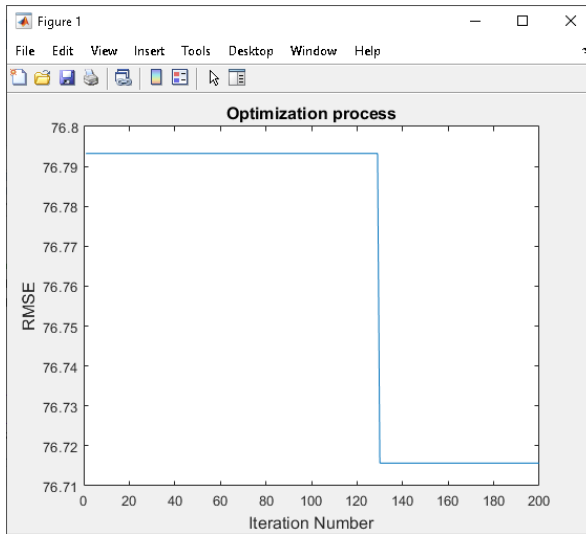 Figure 1
File Edit View Insert Tools Desktop Window Help
Optimization process
76.8
76.79
76.78
76.77
76.76
76.75
76.74
76.73
76.72
76.71
RMSE
0 20 40 60 80 100 120 140 160 180 200
Iteration Number